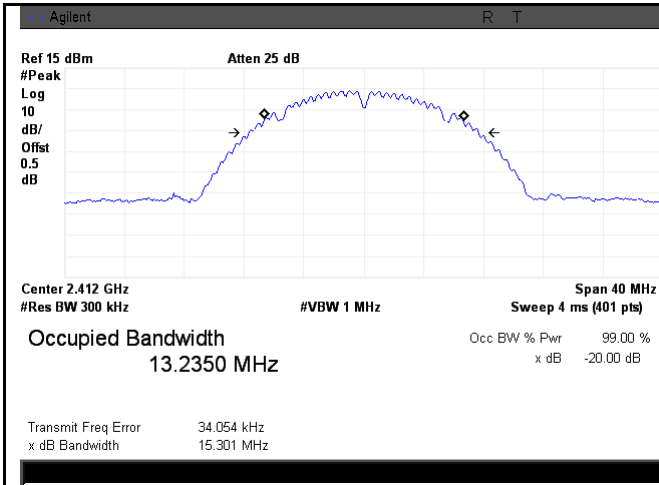 Agilent R T
Ref 15 dBm Atten 25 dB
#Peak
Log
10
dB/
Offst
0.5
dB
Center 2.412 GHz Span 40 MHz
#Res BW 300 kHz #VBW 1 MHz Sweep 4 ms (401 pts)
Occupied Bandwidth Occ BW % Pwr 99.00 %
13.2350 MHz x dB -20.00 dB
Transmit Freq Error 34.054 kHz
x dB Bandwidth 15.301 MHz